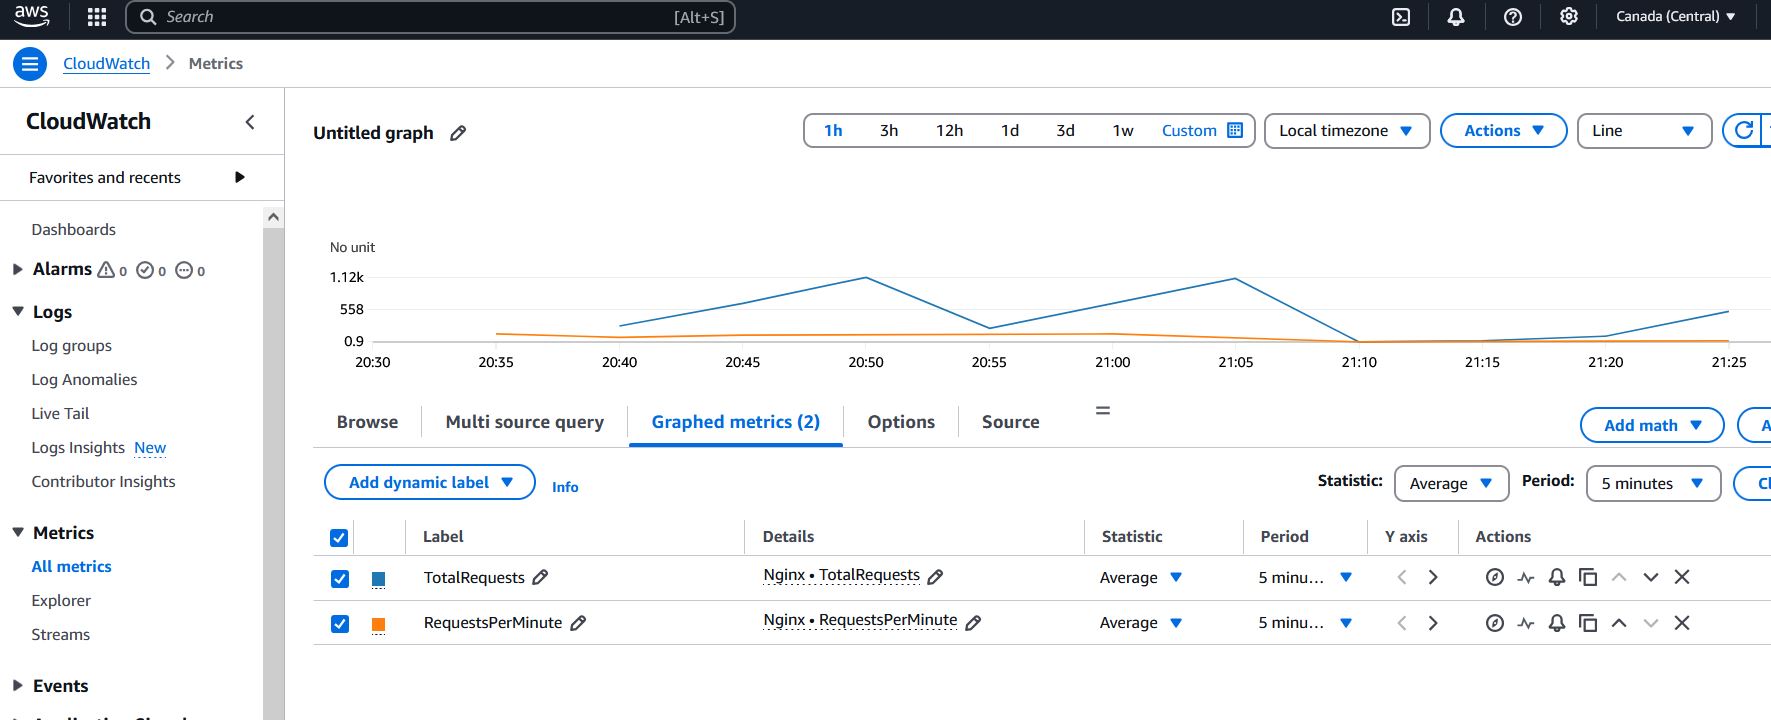 aws Search [Alt+S] Canada (Central)
CloudWatch Metrics
CloudWatch
Favorites and recents
Dashboards
Alarms 0 0 0
Logs
Log groups
Log Anomalies
Live Tail
Logs Insights New
Contributor Insights
Metrics
All metrics
Explorer
Streams
Events
Untitled graph
1h 3h 12h 1d 3d 1w Custom Local timezone Actions Line
No unit
1.12k
558
0.9
20:30 20:35 20:40 20:45 20:50 20:55 21:00 21:05 21:10 21:15 21:20 21:25
Browse Multi source query Graphed metrics (2) Options Source Add math
Add dynamic label Info Statistic: Average Period: 5 minutes
Label Details Statistic Period Y axis Actions
TotalRequests Nginx • TotalRequests Average 5 minu...
RequestsPerMinute Nginx • RequestsPerMinute Average 5 minu...